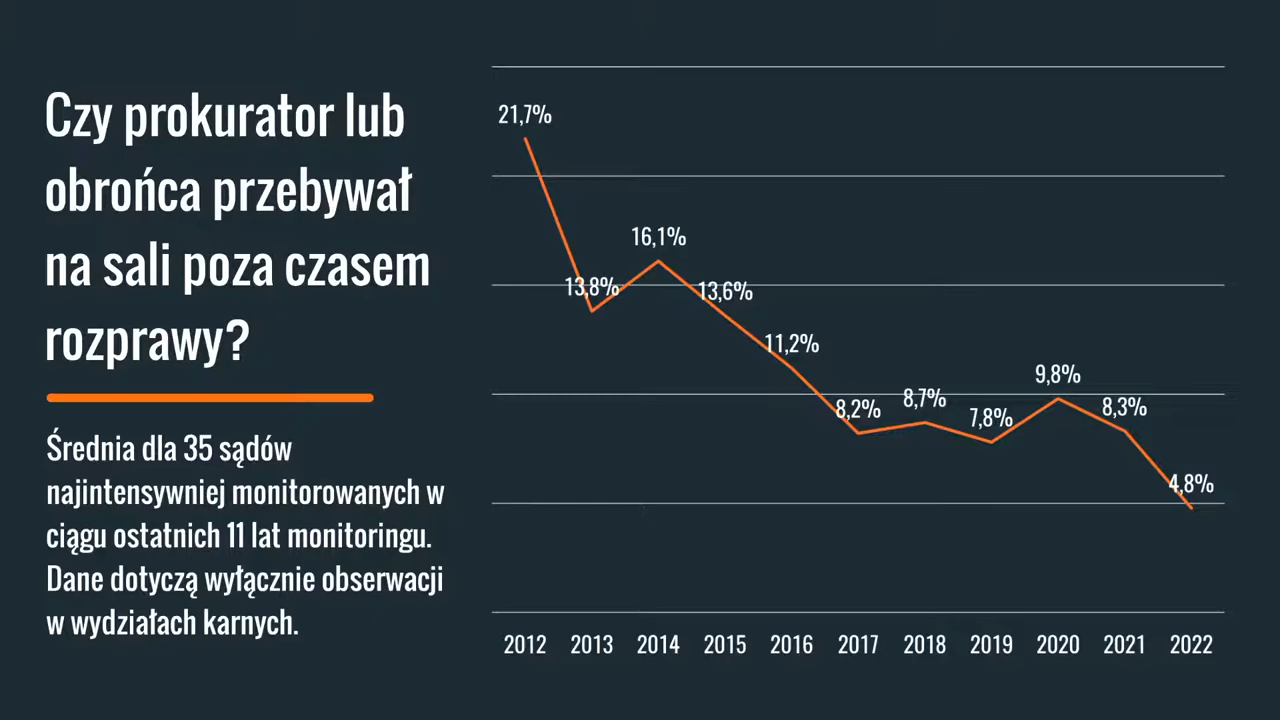 Czy prokurator lub
obrońca przebywał
na sali poza czasem
rozprawy?
Średnia dla 35 sądów
najintensywniej monitorowanych w
ciągu ostatnich 11 lat monitoringu.
Dane dotyczą wyłącznie obserwacji
w wydziałach karnych.
21,7%
13,8%
16,1%
13,6%
11,2%
8,2%
8,7%
7,8%
9,8%
8,3%
4,8%
2012 2013 2014 2015 2016 2017 2018 2019 2020 2021 2022